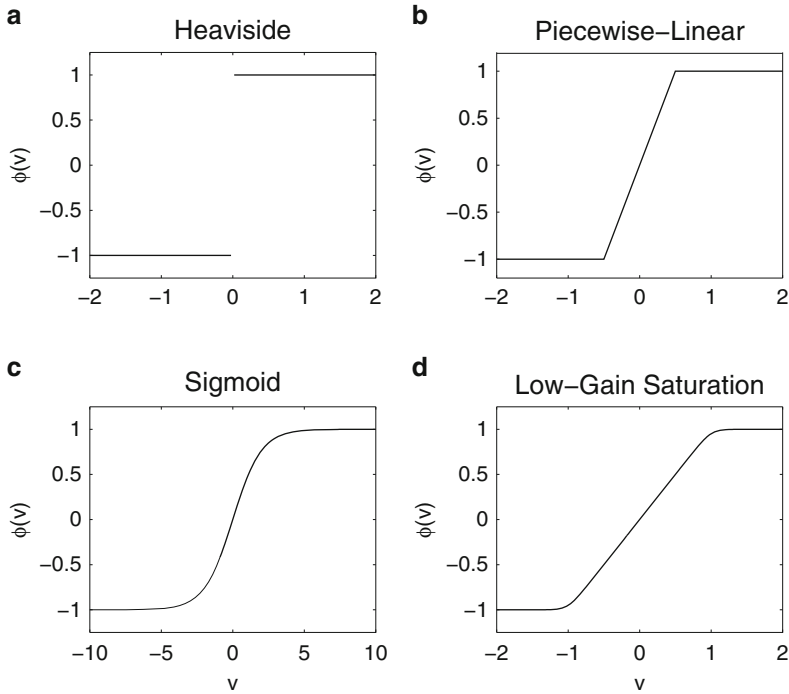 a
Heaviside
1
0.5
0
−0.5
−1
ϕ(v)
−2 −1 0 1 2
b
Piecewise−Linear
1
0.5
0
−0.5
−1
ϕ(v)
−2 −1 0 1 2
c
Sigmoid
1
0.5
0
−0.5
−1
ϕ(v)
−10 −5 0 5 10
v
d
Low−Gain Saturation
1
0.5
0
−0.5
−1
ϕ(v)
−2 −1 0 1 2
v